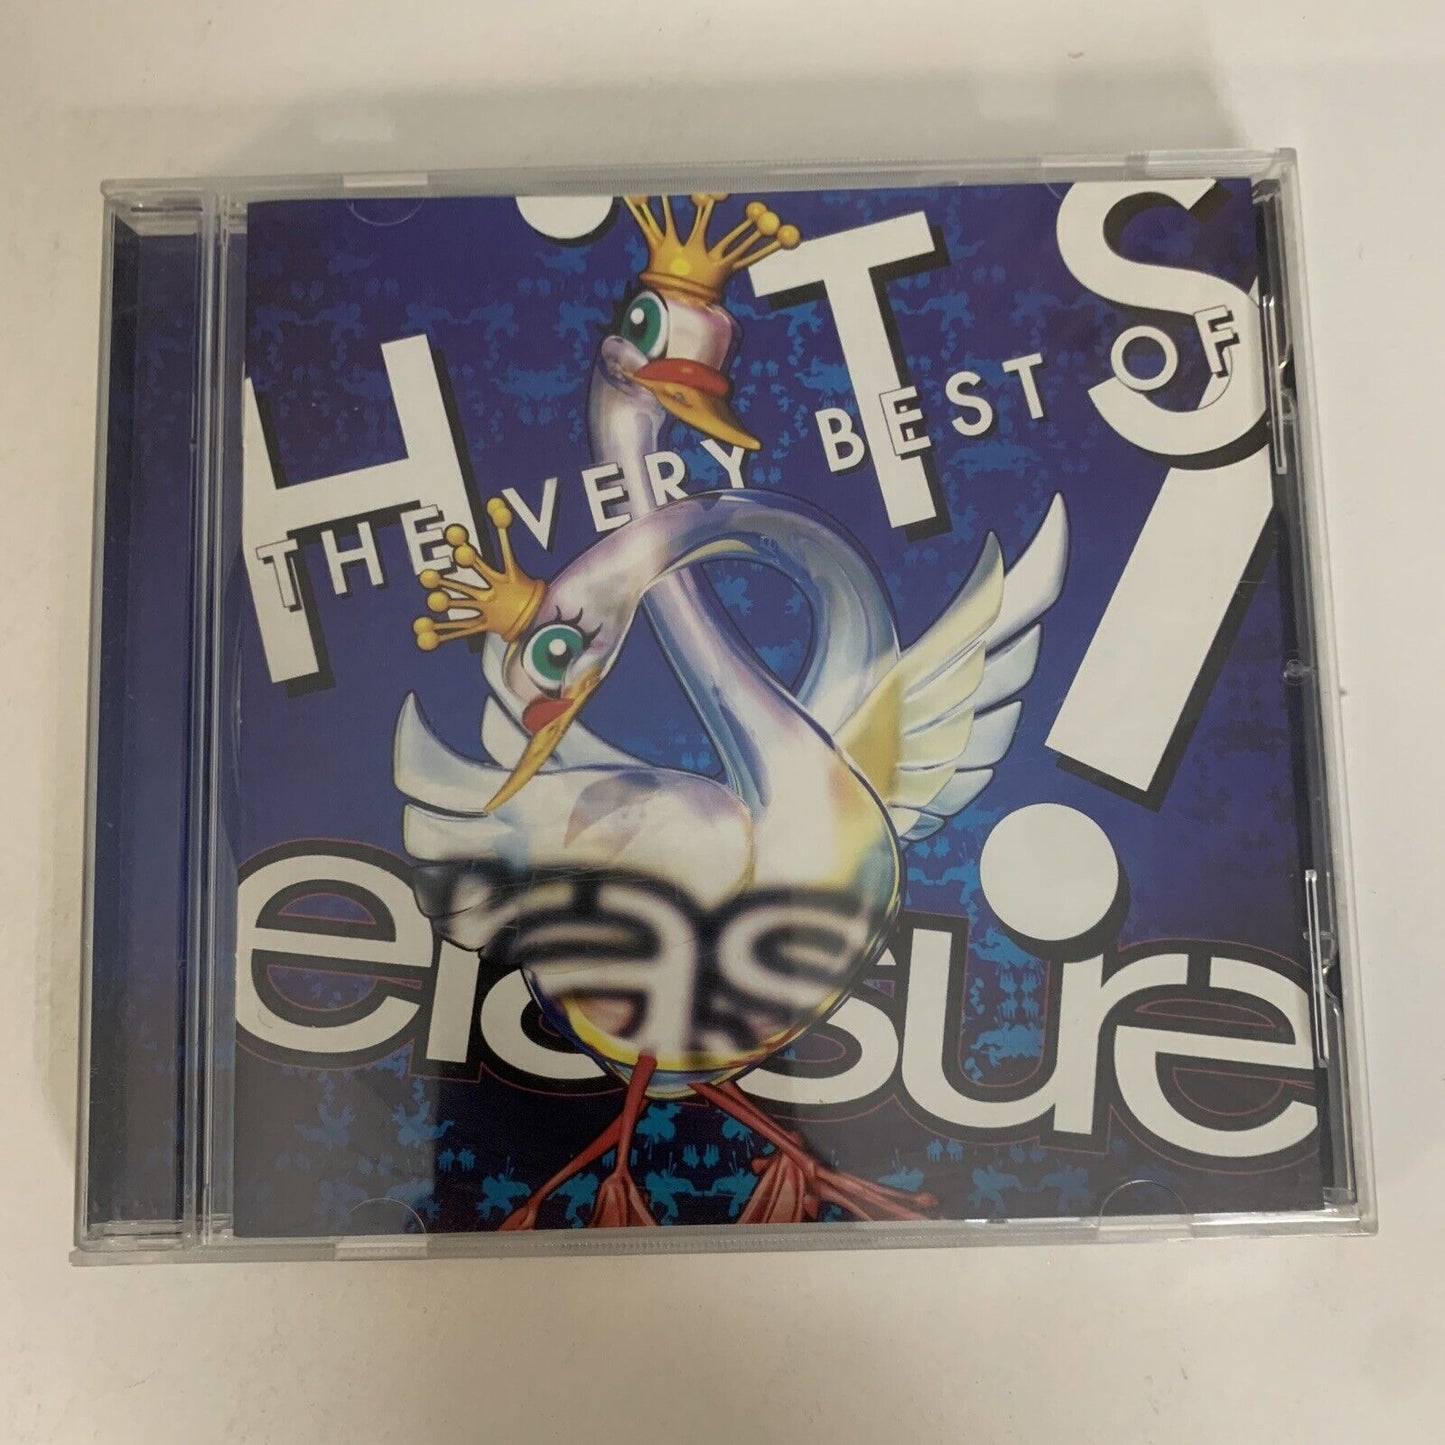 HiTS!
THE VERY BEST OF
erasure